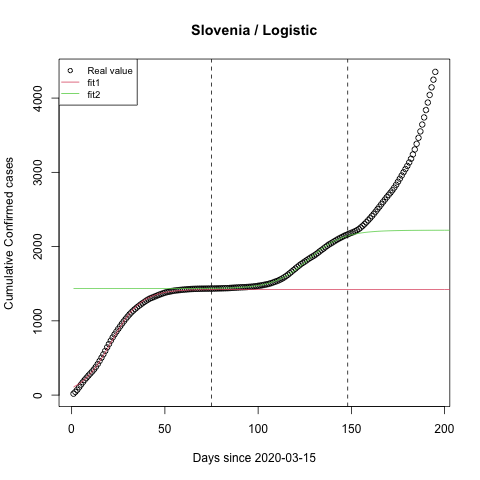 Slovenia / Logistic
Real value
fit1
fit2
Cumulative Confirmed cases
0
1000
2000
3000
4000
0
50
100
150
200
Days since 2020-03-15